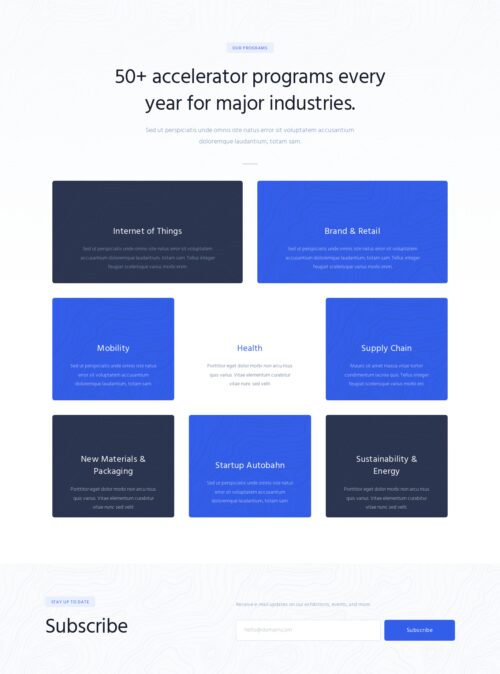 OUR PROGRAMS
50+ accelerator programs every
year for major industries.
Sed ut perspiciatis unde omnis iste natus error sit voluptatem accusantium
doloremque laudantium, totam sam.
Internet of Things
Sed ut perspiciatis unde omnis iste natus error sit voluptatem
accusantium doloremque laudantium, totam sam. Tellus integer
feugiat scelerisque varius morbi enim
Brand & Retail
Sed ut perspiciatis unde omnis iste natus error sit voluptatem
accusantium doloremque laudantium, totam sam. Tellus integer
feugiat scelerisque varius morbi enim
Mobility
Sed ut perspiciatis unde omnis iste natus
error sit voluptatem accusantium
doloremque laudantium, totam sam
Health
Porttitor eget dolor morbi non arcu risus
quis varius. Vitae elementum curabitur
vitae nunc sed velit
Supply Chain
Mauris sit amet massa vitae tortor
condimentum lacinia quis. Tellus integer
feugiat scelerisque varius morbi eni
New Materials &
Packaging
Porttitor eget dolor morbi non arcu risus
quis varius. Vitae elementum curabitur
vitae nunc sed velit
Startup Autobahn
Sed ut perspiciatis unde omnis iste natus
error sit voluptatem accusantium
doloremque laudantium, totam sam
Sustainability &
Energy
Porttitor eget dolor morbi non arcu risus
quis varius. Vitae elementum curabitur
vitae nunc sed velit
STAY UP TO DATE
Subscribe
Receive e-mail updates on our exhibitions, events, and more!
hello@domain.com
Subscribe